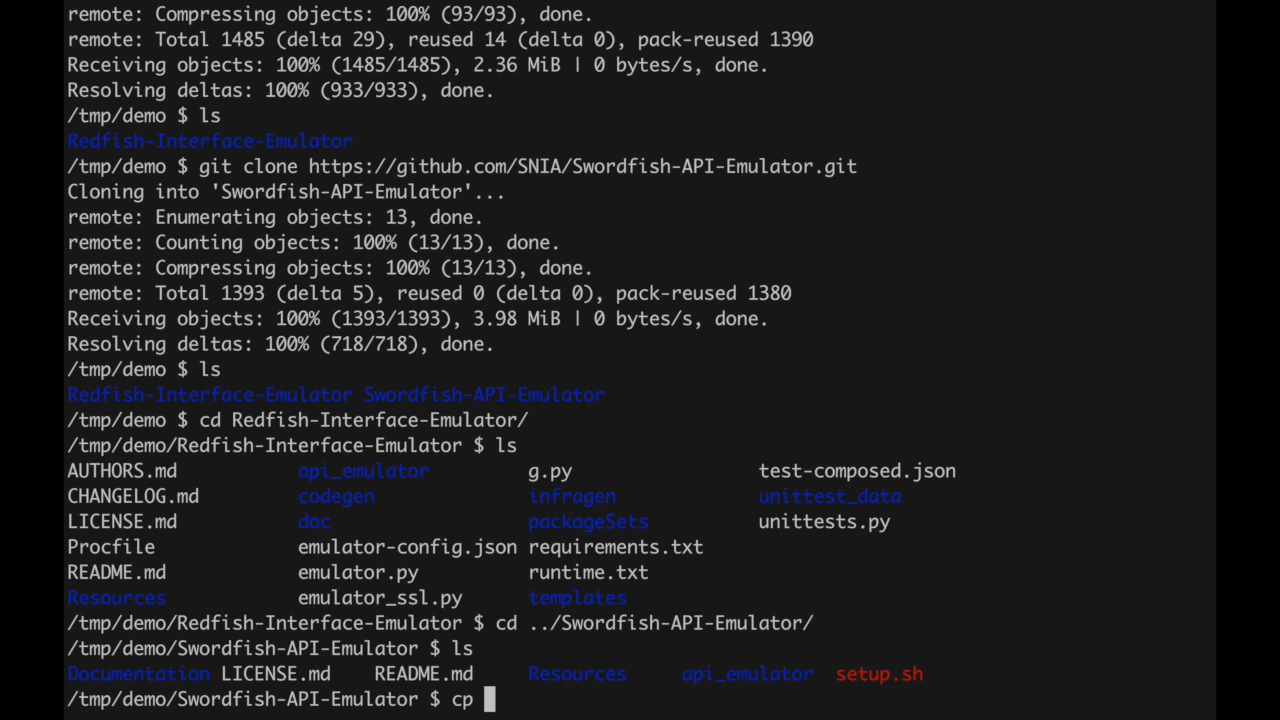 remote: Compressing objects: 100% (93/93), done.
remote: Total 1485 (delta 29), reused 14 (delta 0), pack-reused 1390
Receiving objects: 100% (1485/1485), 2.36 MiB | 0 bytes/s, done.
Resolving deltas: 100% (933/933), done.
/tmp/demo $ ls
Redfish-Interface-Emulator
/tmp/demo $ git clone https://github.com/SNIA/Swordfish-API-Emulator.git
Cloning into 'Swordfish-API-Emulator'...
remote: Enumerating objects: 13, done.
remote: Counting objects: 100% (13/13), done.
remote: Compressing objects: 100% (13/13), done.
remote: Total 1393 (delta 5), reused 0 (delta 0), pack-reused 1380
Receiving objects: 100% (1393/1393), 3.98 MiB | 0 bytes/s, done.
Resolving deltas: 100% (718/718), done.
/tmp/demo $ ls
Redfish-Interface-Emulator Swordfish-API-Emulator
/tmp/demo $ cd Redfish-Interface-Emulator/
/tmp/demo/Redfish-Interface-Emulator $ ls
AUTHORS.md api_emulator g.py test-composed.json
CHANGELOG.md codegen infragen unittest_data
LICENSE.md doc packageSets unittests.py
Procfile emulator-config.json requirements.txt
README.md emulator.py runtime.txt
Resources emulator_ssl.py templates
/tmp/demo/Redfish-Interface-Emulator $ cd ../Swordfish-API-Emulator/
/tmp/demo/Swordfish-API-Emulator $ ls
Documentation LICENSE.md README.md Resources api_emulator setup.sh
/tmp/demo/Swordfish-API-Emulator $ cp